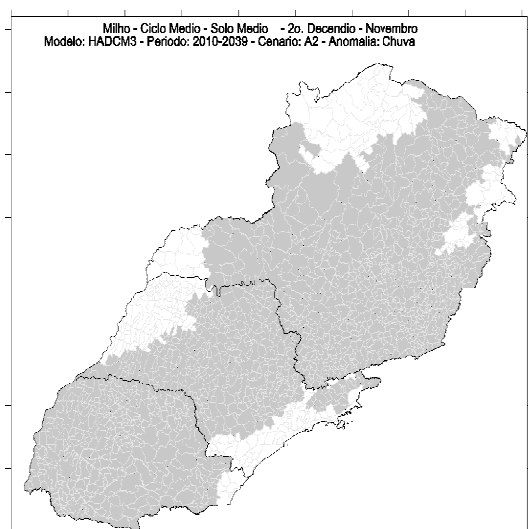 Milho - Ciclo Medio - Solo Medio - 2o. Decendio - Novembro
Modelo: HADCM3 - Periodo: 2010-2039 - Cenario: A2 - Anomalia: Chuva